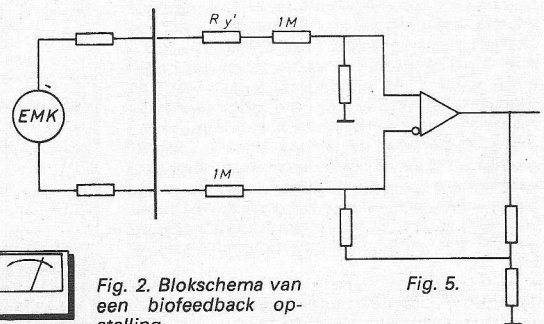 R y' 1M
EMK
1M
Fig. 2. Blokschema van
een biofeedback op-
stelling
Fig. 5.